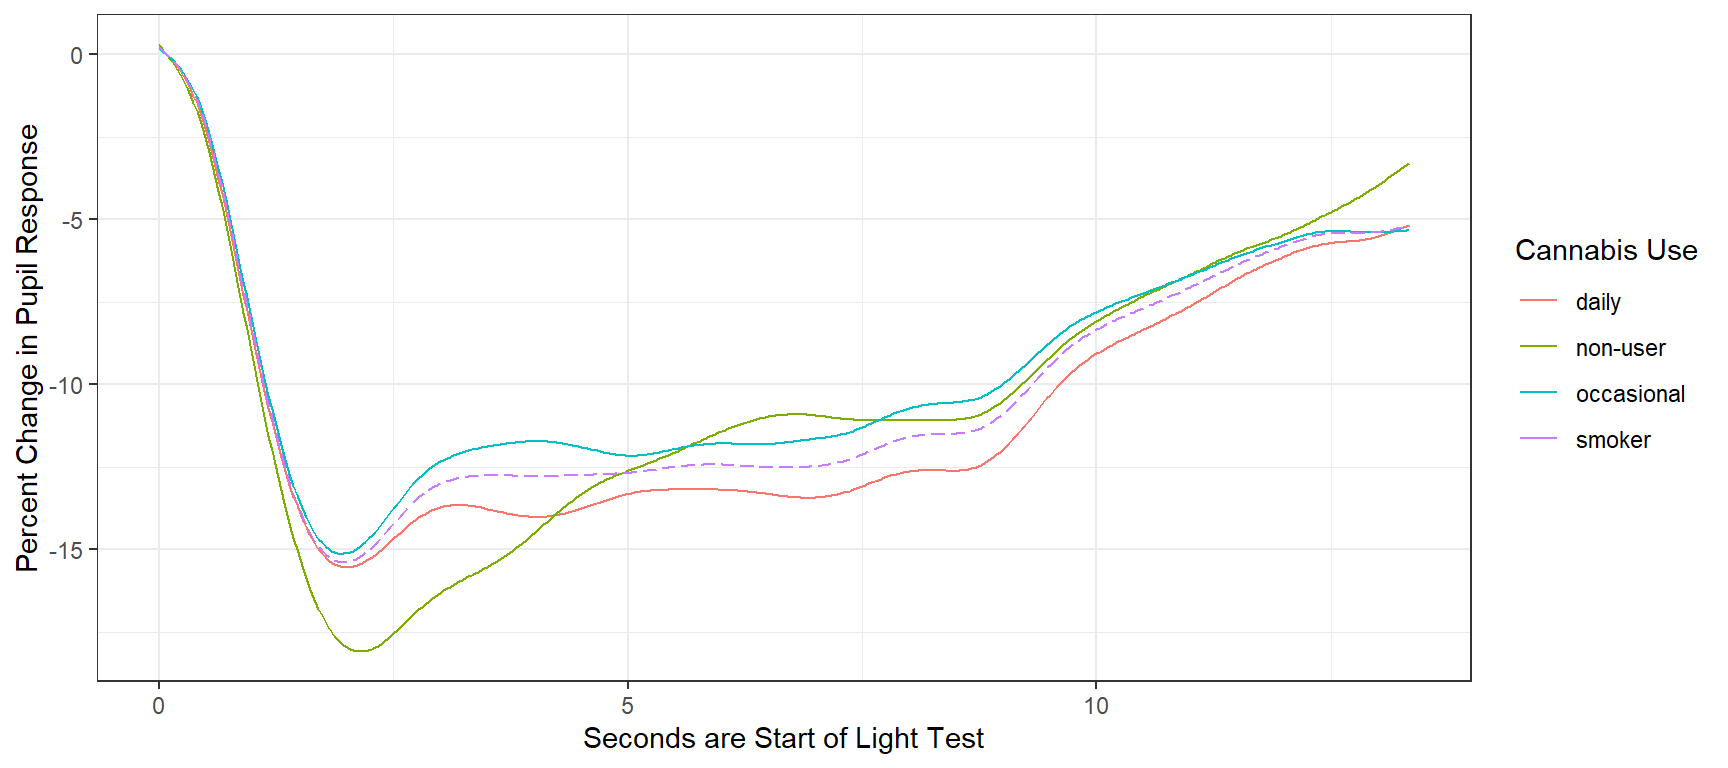 Percent Change in Pupil Response
0
-5
-10
-15
0
5
10
Seconds are Start of Light Test
Cannabis Use
daily
non-user
occasional
smoker